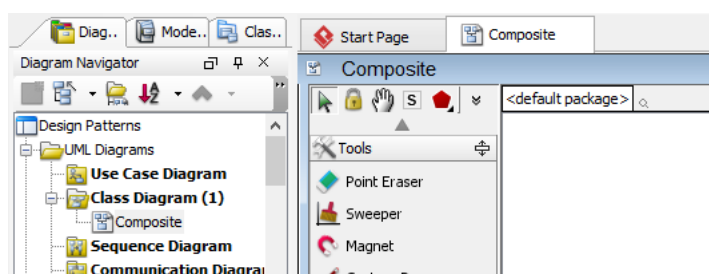 Diag..
Mode..
Clas..
Start Page
Composite
Diagram Navigator
Composite
S
<default package>
Design Patterns
UML Diagrams
Tools
Use Case Diagram
Point Eraser
Class Diagram (1)
Sweeper
Composite
Sequence Diagram
Magnet